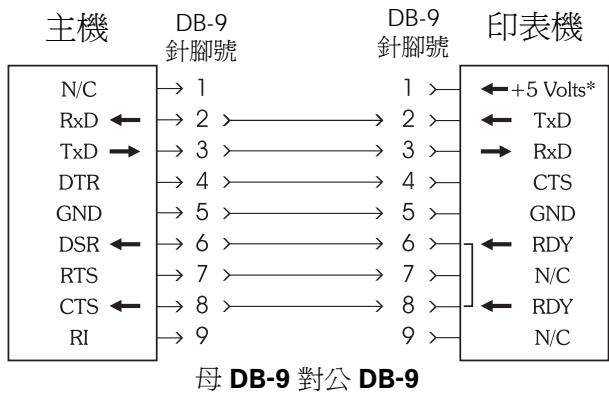 主機 DB-9 針腳號 DB-9 針腳號 印表機
N/C 1 1 +5 Volts*
RxD 2 2 TxD
TxD 3 3 RxD
DTR 4 4 CTS
GND 5 5 GND
DSR 6 6 RDY
RTS 7 7 N/C
CTS 8 8 RDY
RI 9 9 N/C
母 DB-9 對公 DB-9